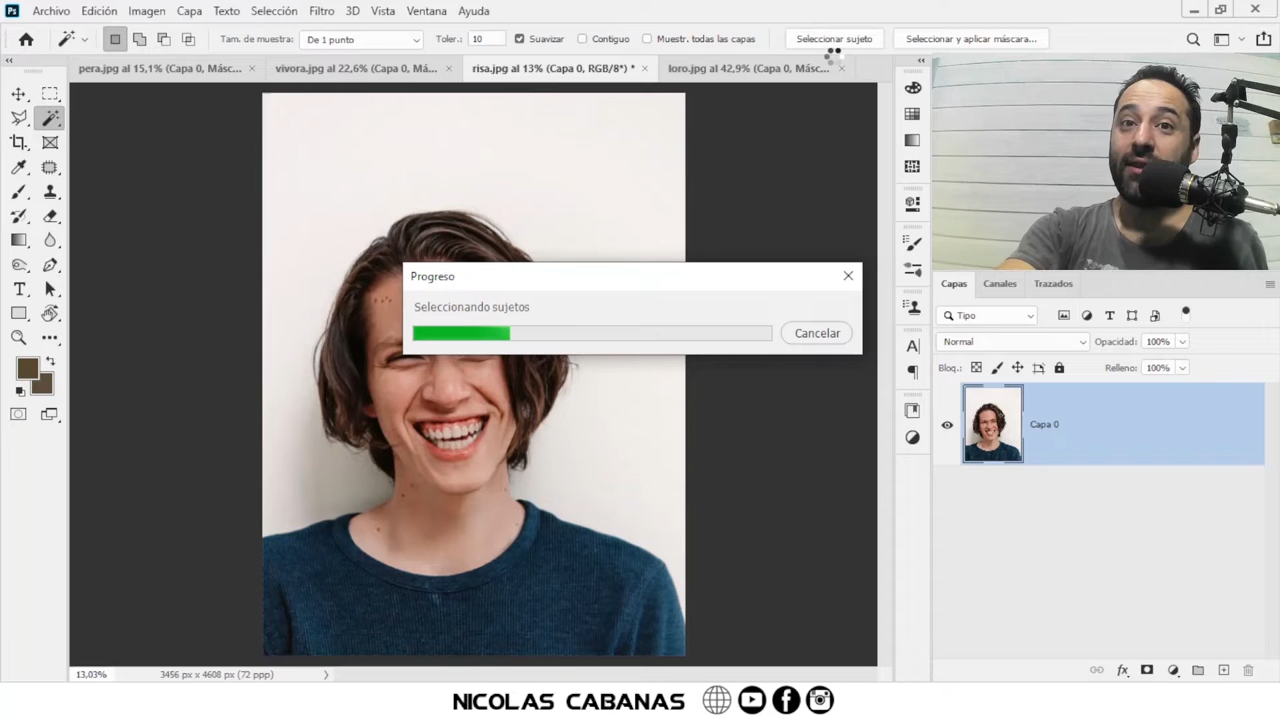 Ps Archivo Edición Imagen Capa Texto Selección Filtro 3D Vista Ventana Ayuda
Tam. de muestra: De 1 punto Toler.: 10 Suavizar Contiguo Muestr. todas las capas Seleccionar sujeto Seleccionar y aplicar máscara...
pera.jpg al 15,1% (Capa 0, Másc... × vivora.jpg al 22,6% (Capa 0, Má... × risa.jpg al 13% (Capa 0, RGB/8*) * × loro.jpg al 42,9% (Capa 0, Másc... ×
Progreso
Seleccionando sujetos
Cancelar
Capas Canales Trazados
Tipo
Normal Opacidad: 100%
Bloq.: Relleno: 100%
Capa 0
13,03% 3456 px x 4608 px (72 ppp)
NICOLAS CABANAS